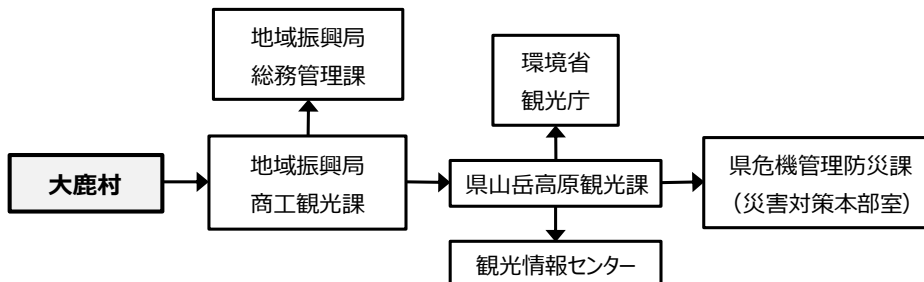 地域振興局
総務管理課
環境省
観光庁
大鹿村
地域振興局
商工観光課
県山岳高原観光課
県危機管理防災課
（災害対策本部室）
観光情報センター